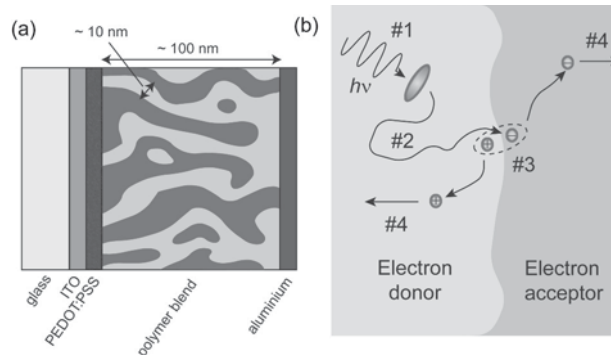 (a)
~ 10 nm
~ 100 nm
glass
ITO
PEDOT:PSS
polymer blend
aluminium
(b)
#1
hν
#2
#3
#4
#4
Electron
donor
Electron
acceptor